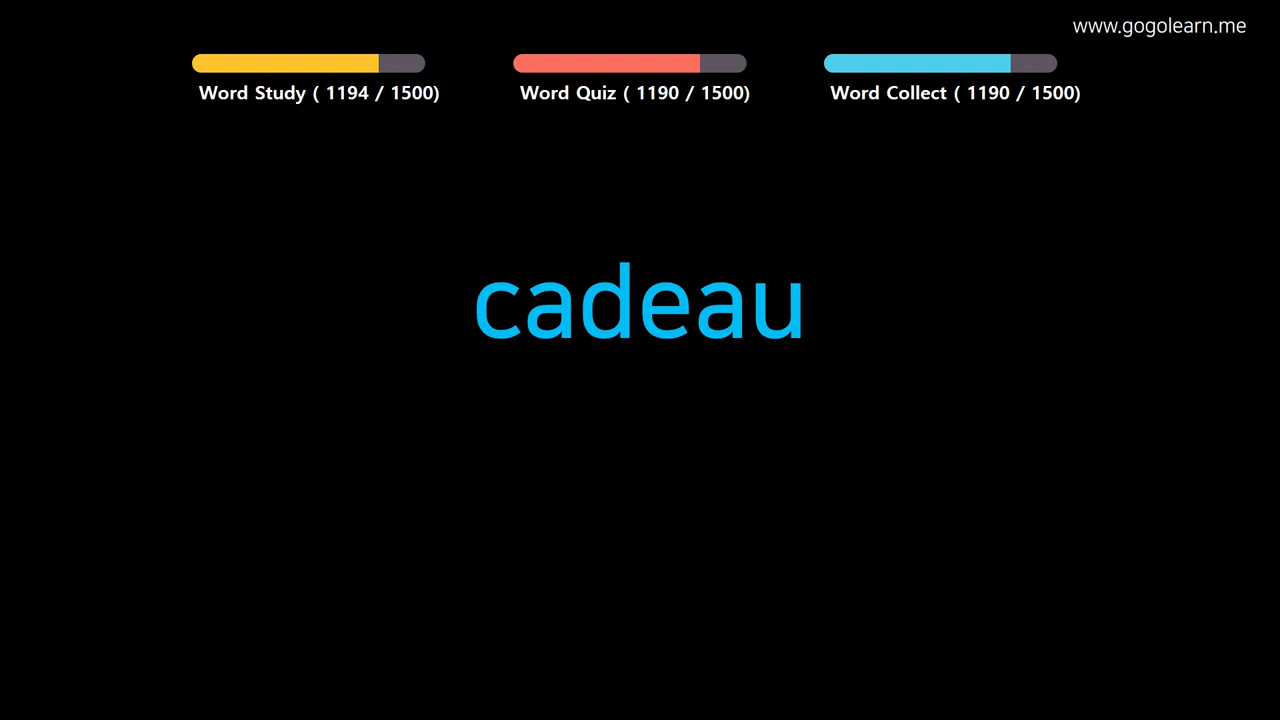 www.gogolearn.me
Word Study ( 1194 / 1500)
Word Quiz ( 1190 / 1500)
Word Collect ( 1190 / 1500)
cadeau